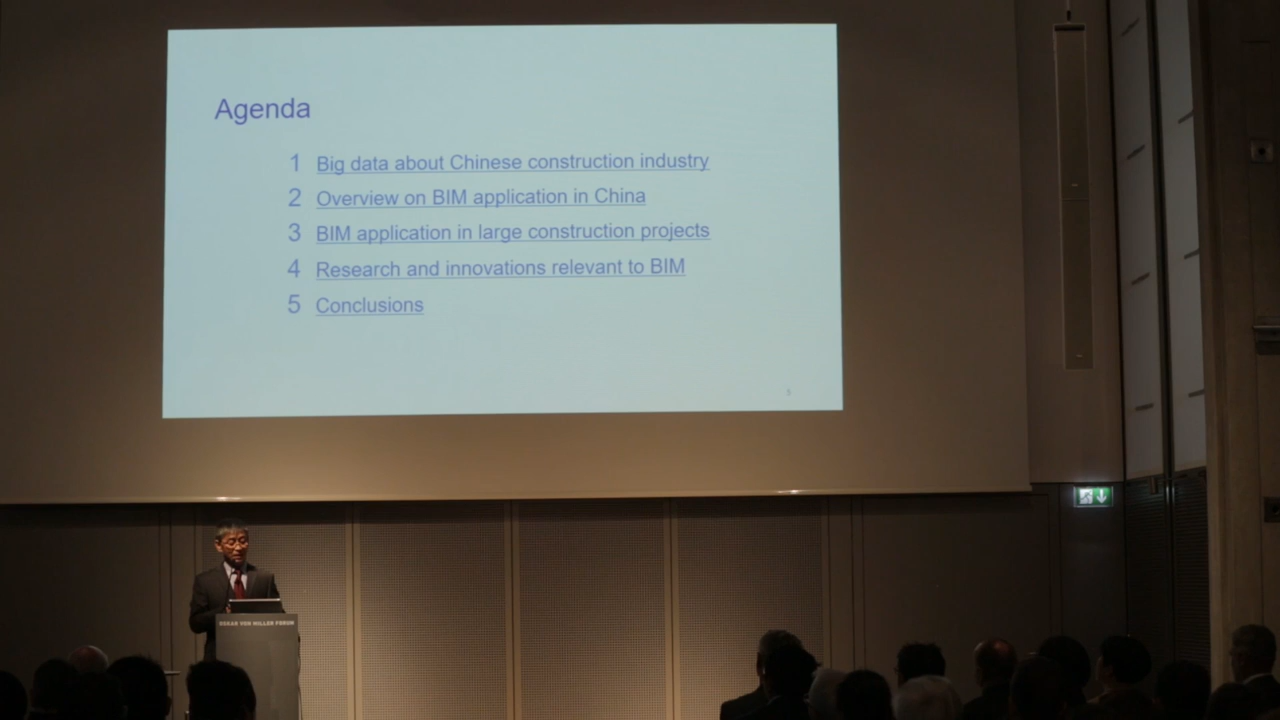 Agenda
1 Big data about Chinese construction industry
2 Overview on BIM application in China
3 BIM application in large construction projects
4 Research and innovations relevant to BIM
5 Conclusions
3
OSKAR VON MILLER FORUM